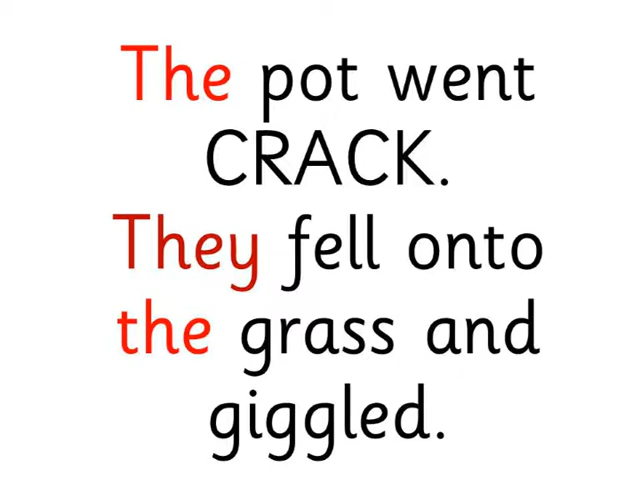 The pot went
CRACK.
They fell onto
the grass and
giggled.